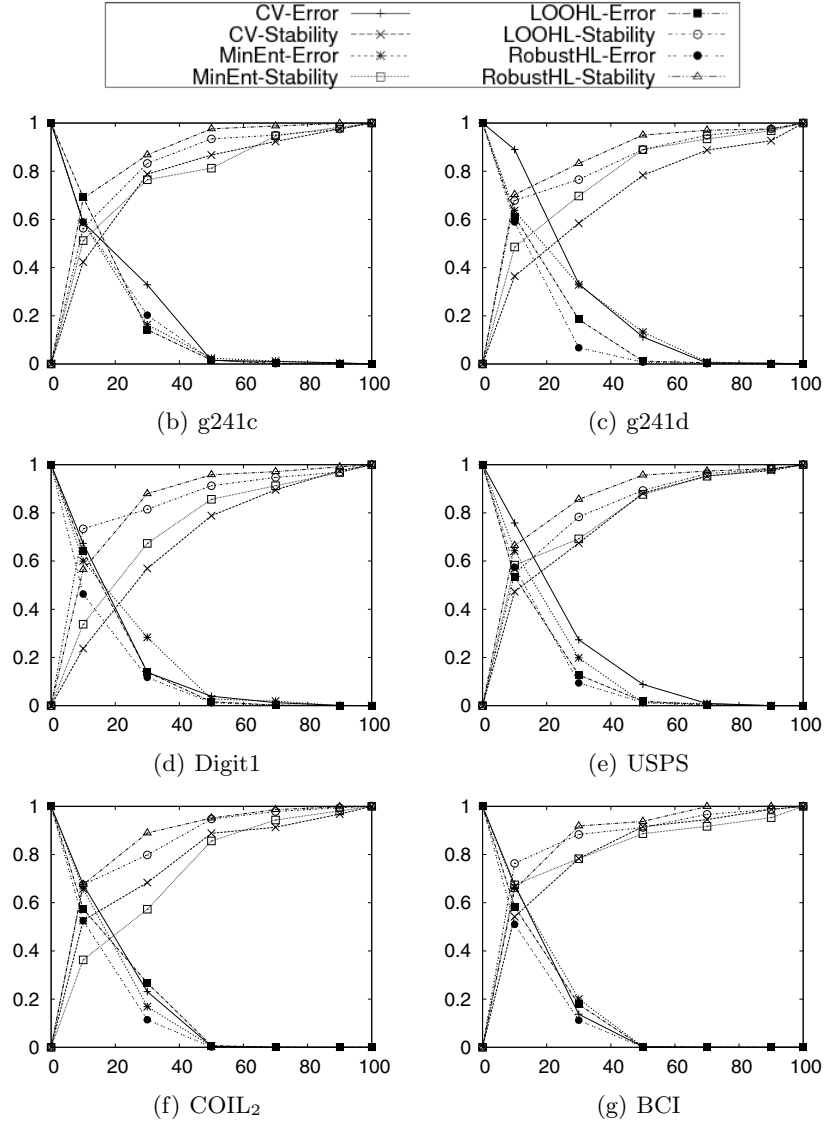 CV-Error
CV-Stability
MinEnt-Error
MinEnt-Stability
LOOHL-Error
LOOHL-Stability
RobustHL-Error
RobustHL-Stability
1
0.8
0.6
0.4
0.2
0
0 20 40 60 80 100
(b) g241c
1
0.8
0.6
0.4
0.2
0
0 20 40 60 80 100
(c) g241d
1
0.8
0.6
0.4
0.2
0
0 20 40 60 80 100
(d) Digit1
1
0.8
0.6
0.4
0.2
0
0 20 40 60 80 100
(e) USPS
1
0.8
0.6
0.4
0.2
0
0 20 40 60 80 100
(f) COIL₂
1
0.8
0.6
0.4
0.2
0
0 20 40 60 80 100
(g) BCI